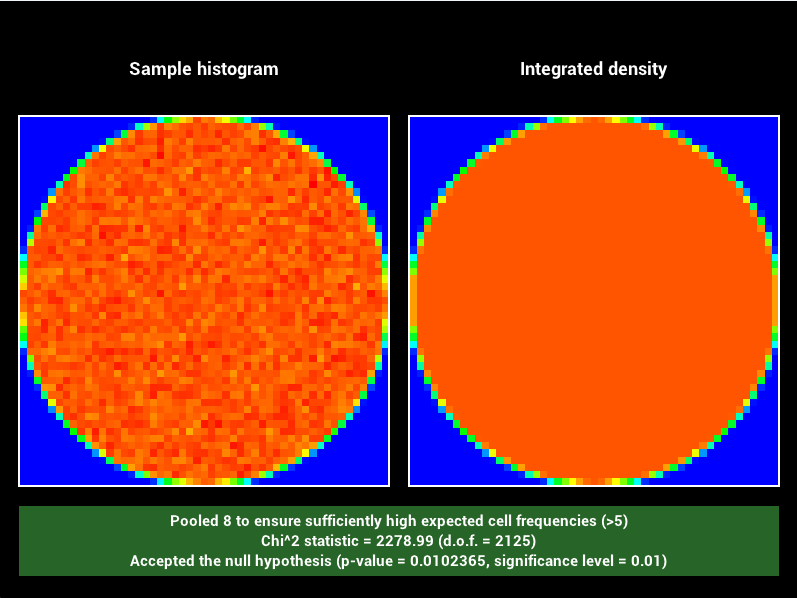 Sample histogram
Integrated density
Pooled 8 to ensure sufficiently high expected cell frequencies (>5)
Chi^2 statistic = 2278.99 (d.o.f. = 2125)
Accepted the null hypothesis (p-value = 0.0102365, significance level = 0.01)